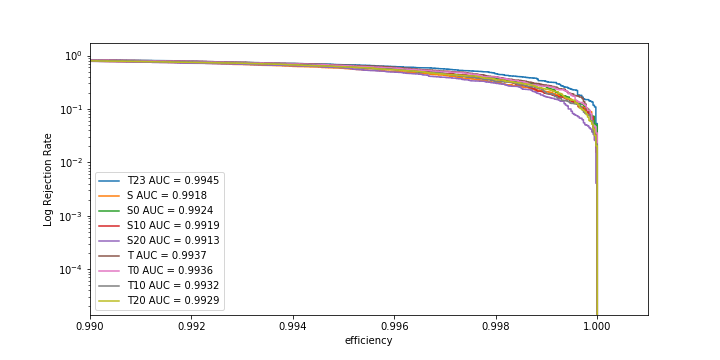 Log Rejection Rate
10⁰
10⁻¹
10⁻²
10⁻³
10⁻⁴
T23 AUC = 0.9945
S AUC = 0.9918
S0 AUC = 0.9924
S10 AUC = 0.9919
S20 AUC = 0.9913
T AUC = 0.9937
T0 AUC = 0.9936
T10 AUC = 0.9932
T20 AUC = 0.9929
0.990 0.992 0.994 0.996 0.998 1.000
efficiency